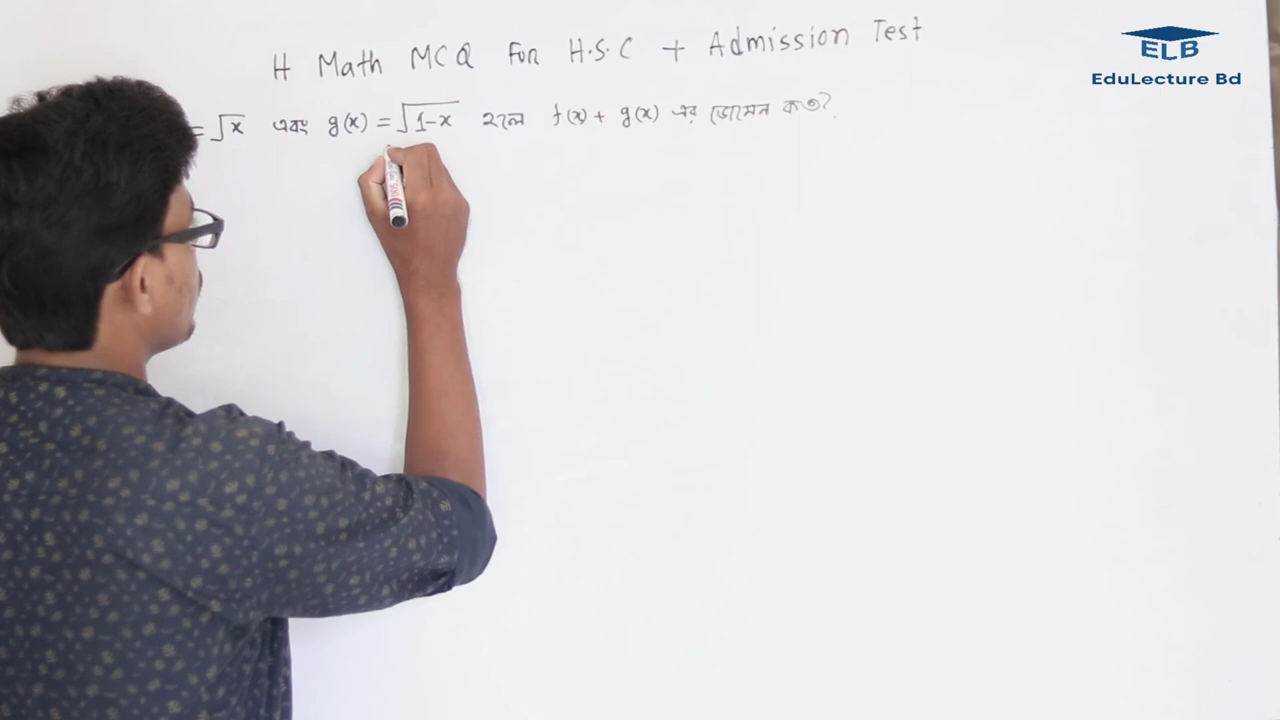 H Math MCQ For H.S.C + Admission Test
= √x এবং g(x) = √1-x হলে f(x) + g(x) এর ডোমেন কত?
ELB
EduLecture Bd